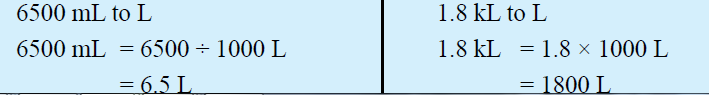 6500 mL to L
6500 mL = 6500 ÷ 1000 L
= 6.5 L
1.8 kL to L
1.8 kL = 1.8 × 1000 L
= 1800 L